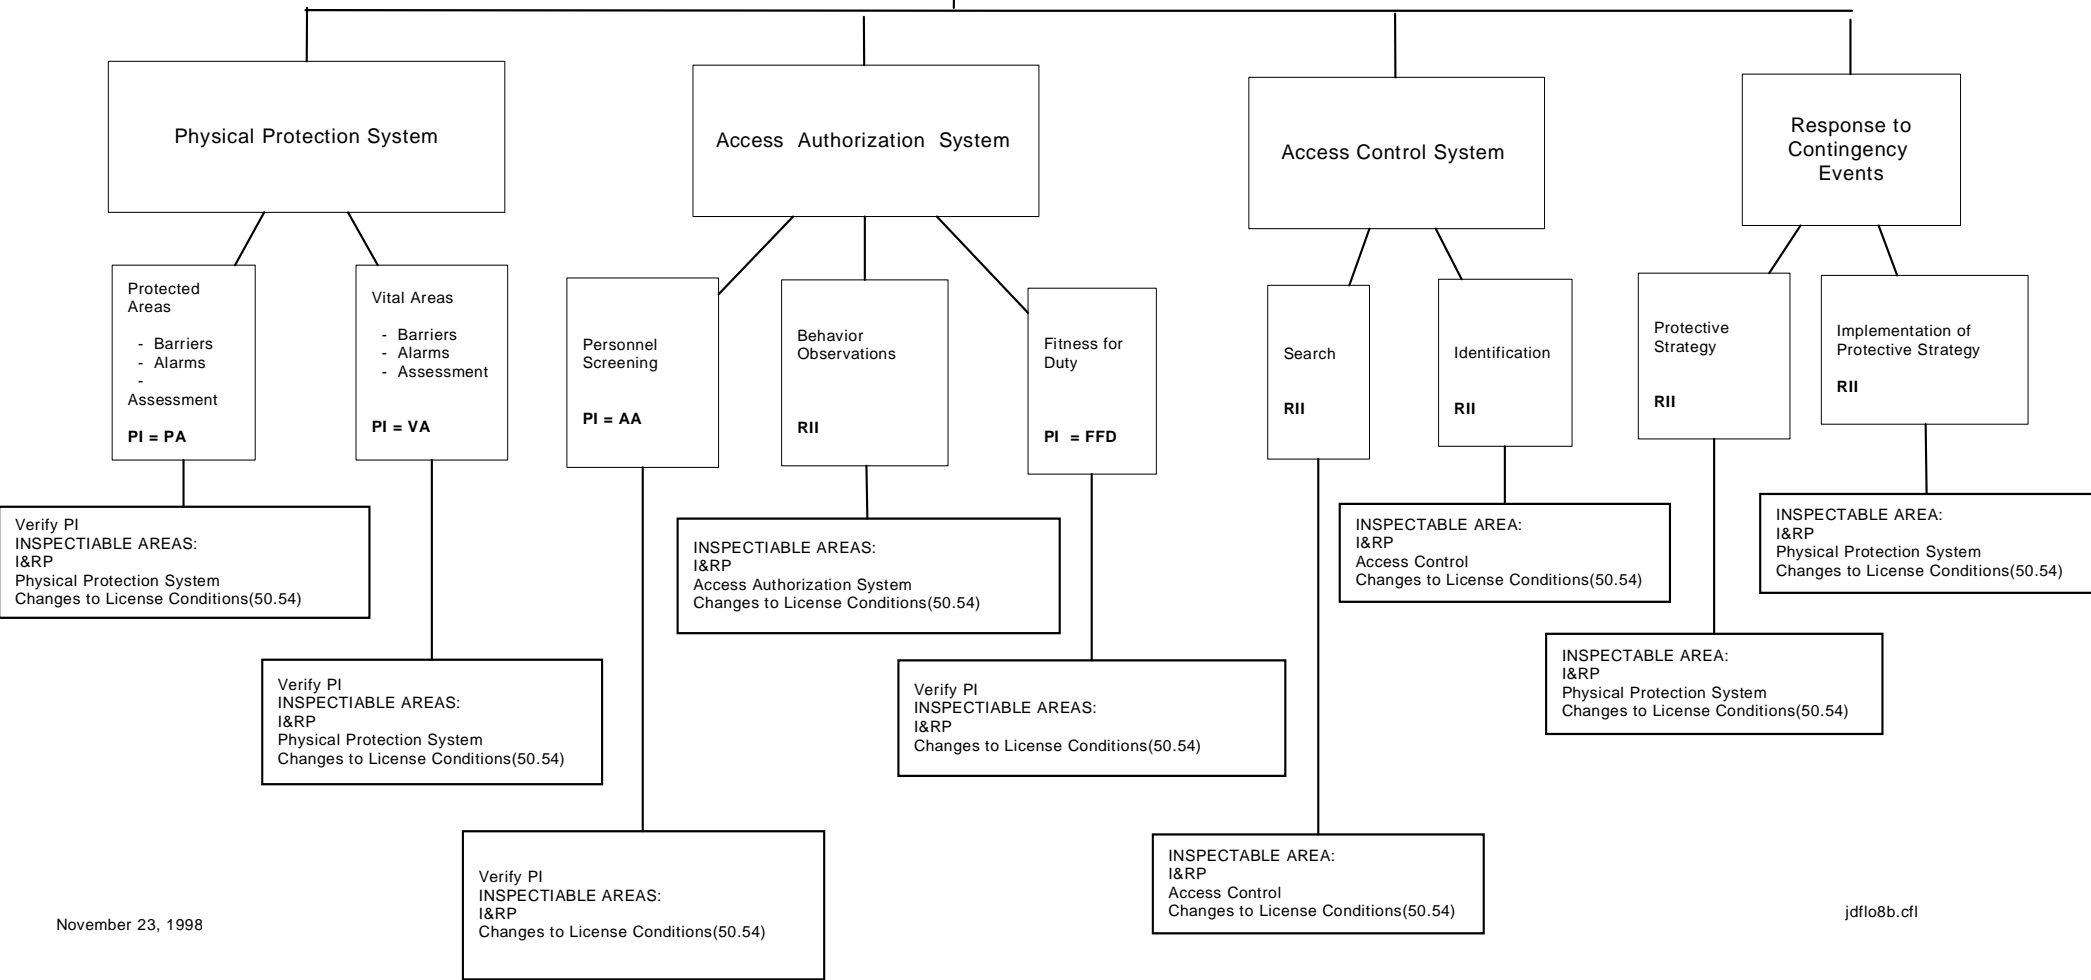 Physical Protection System
Access Authorization System
Access Control System
Response to
Contingency
Events
Protected
Areas
- Barriers
- Alarms
-
Assessment
PI = PA
Vital Areas
- Barriers
- Alarms
- Assessment
PI = VA
Personnel
Screening
PI = AA
Behavior
Observations
RII
Fitness for
Duty
PI = FFD
Search
RII
Identification
RII
Protective
Strategy
RII
Implementation of
Protective Strategy
RII
Verify PI
INSPECTIABLE AREAS:
I&RP
Physical Protection System
Changes to License Conditions(50.54)
Verify PI
INSPECTIABLE AREAS:
I&RP
Physical Protection System
Changes to License Conditions(50.54)
Verify PI
INSPECTIABLE AREAS:
I&RP
Changes to License Conditions(50.54)
INSPECTIABLE AREAS:
I&RP
Access Authorization System
Changes to License Conditions(50.54)
Verify PI
INSPECTIABLE AREAS:
I&RP
Changes to License Conditions(50.54)
INSPECTABLE AREA:
I&RP
Access Control
Changes to License Conditions(50.54)
INSPECTABLE AREA:
I&RP
Access Control
Changes to License Conditions(50.54)
INSPECTABLE AREA:
I&RP
Physical Protection System
Changes to License Conditions(50.54)
INSPECTABLE AREA:
I&RP
Physical Protection System
Changes to License Conditions(50.54)
November 23, 1998
jdflo8b.cfl